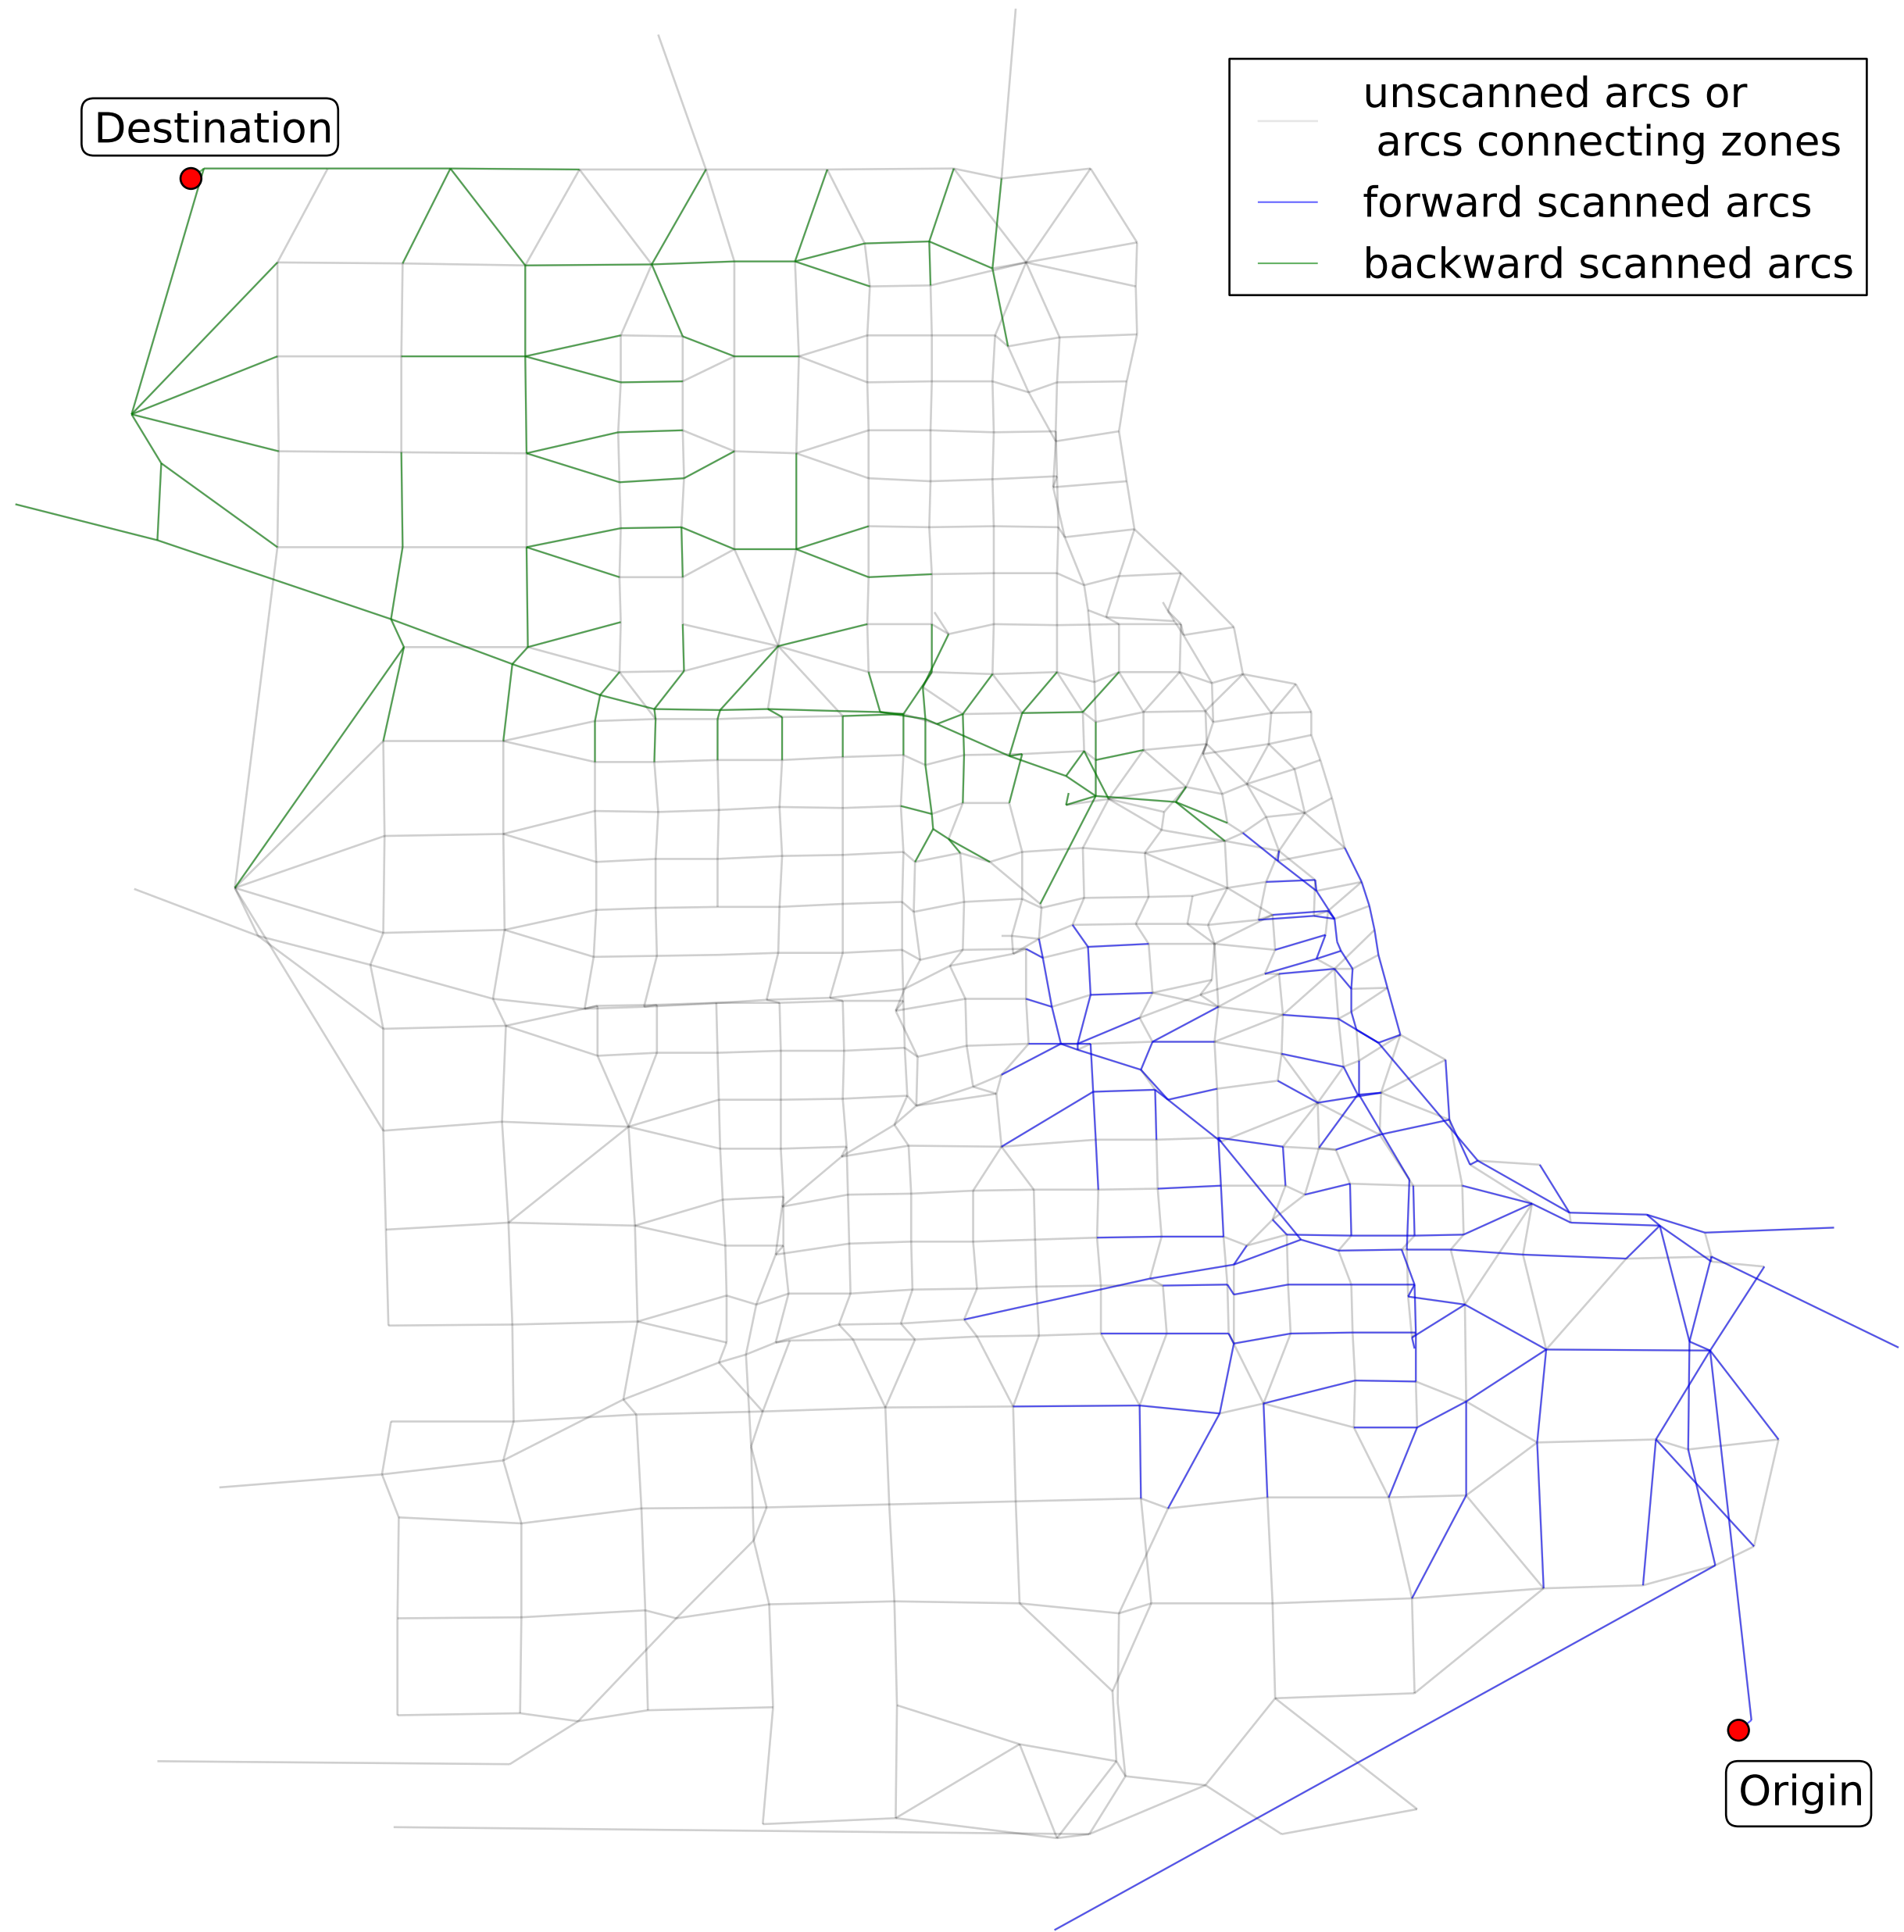 Destination
unscanned arcs or
arcs connecting zones
forward scanned arcs
backward scanned arcs
Origin